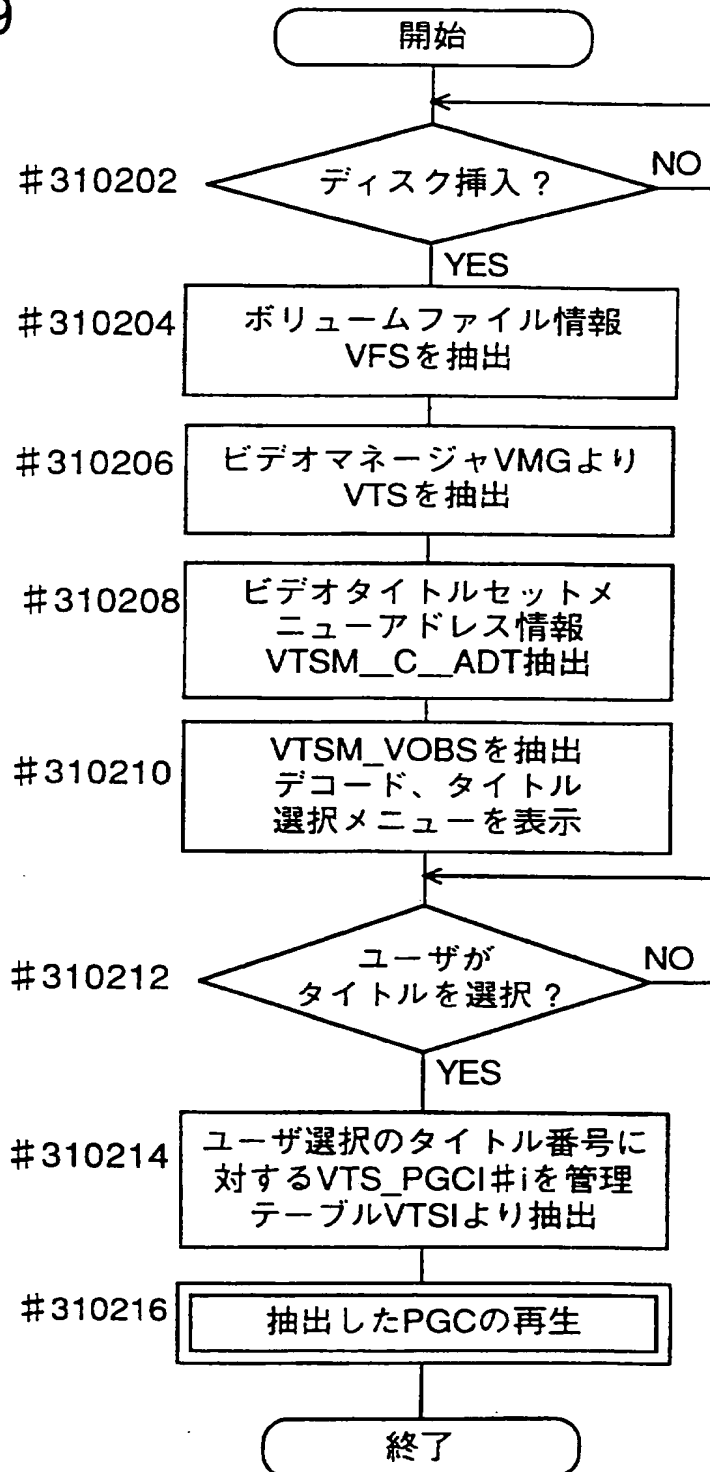 9
開始
#310202
ディスク挿入?
NO
YES
#310204
ボリュームファイル情報
VFSを抽出
#310206
ビデオマネージャVMGより
VTSを抽出
#310208
ビデオタイトルセットメ
ニューアドレス情報
VTSM__C__ADT抽出
#310210
VTSM_VOBSを抽出
デコード、タイトル
選択メニューを表示
#310212
ユーザが
タイトルを選択?
NO
YES
#310214
ユーザ選択のタイトル番号に
対するVTS_PGCI#iを管理
テーブルVTSIより抽出
#310216
抽出したPGCの再生
終了